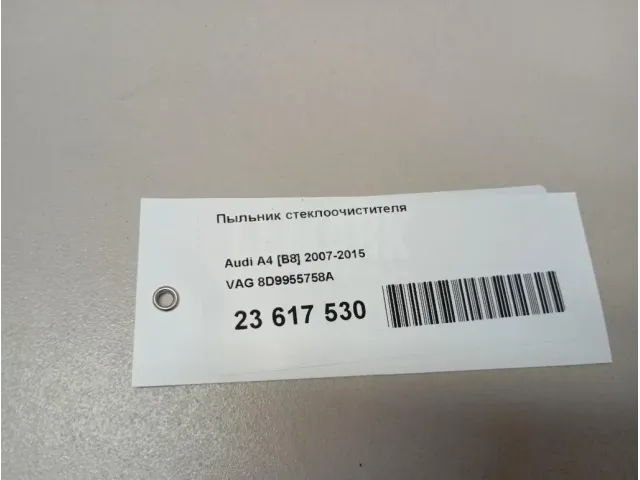 Пыльник стеклоочистителя
Audi A4 [B8] 2007-2015
VAG 8D9955758A
23 617 530